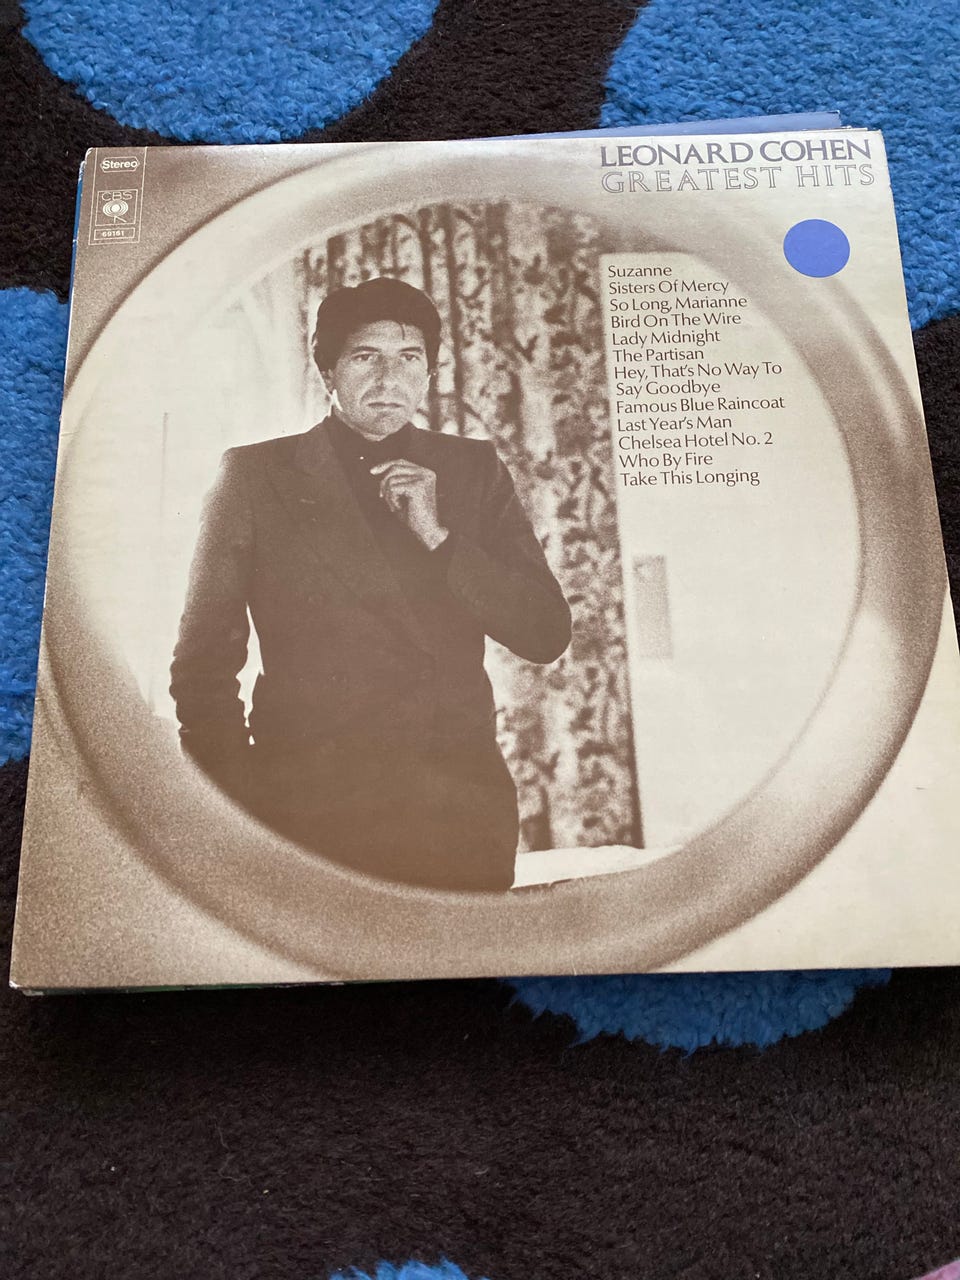 Stereo
CBS
69161
LEONARD COHEN
GREATEST HITS
Suzanne
Sisters Of Mercy
So Long, Marianne
Bird On The Wire
Lady Midnight
The Partisan
Hey, That's No Way To
Say Goodbye
Famous Blue Raincoat
Last Year's Man
Chelsea Hotel No. 2
Who By Fire
Take This Longing